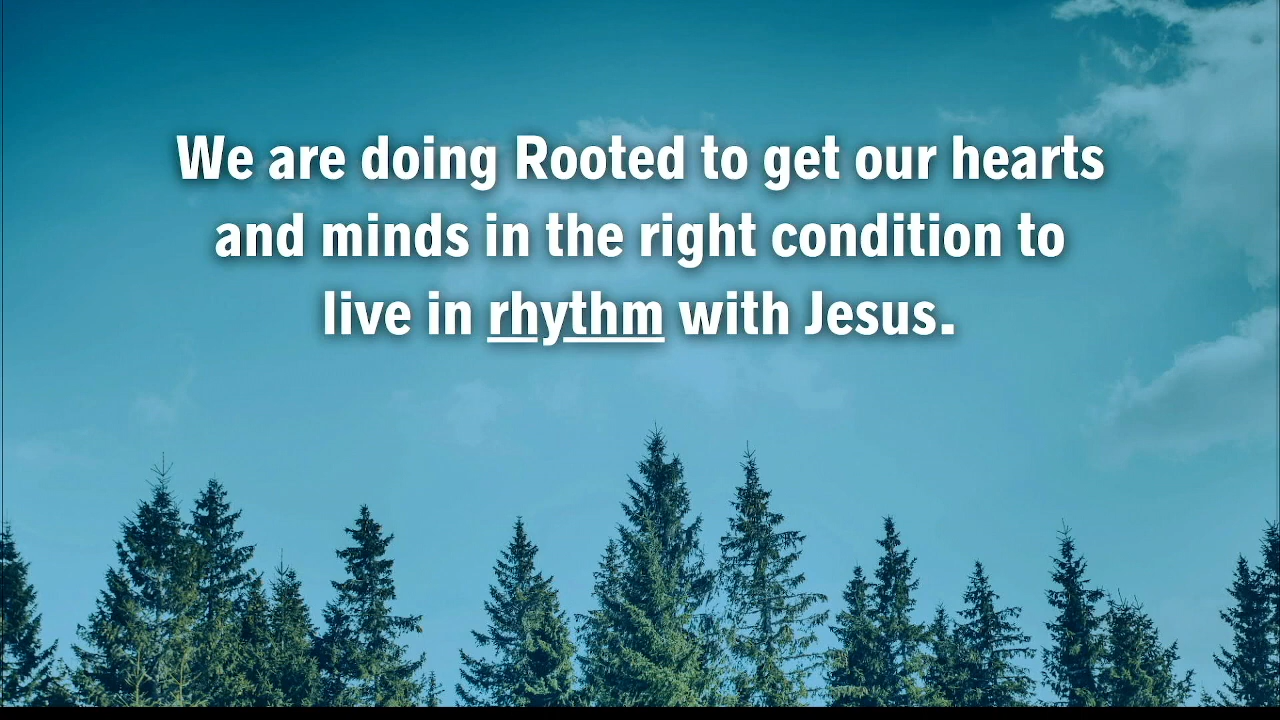 We are doing Rooted to get our hearts
and minds in the right condition to
live in rhythm with Jesus.